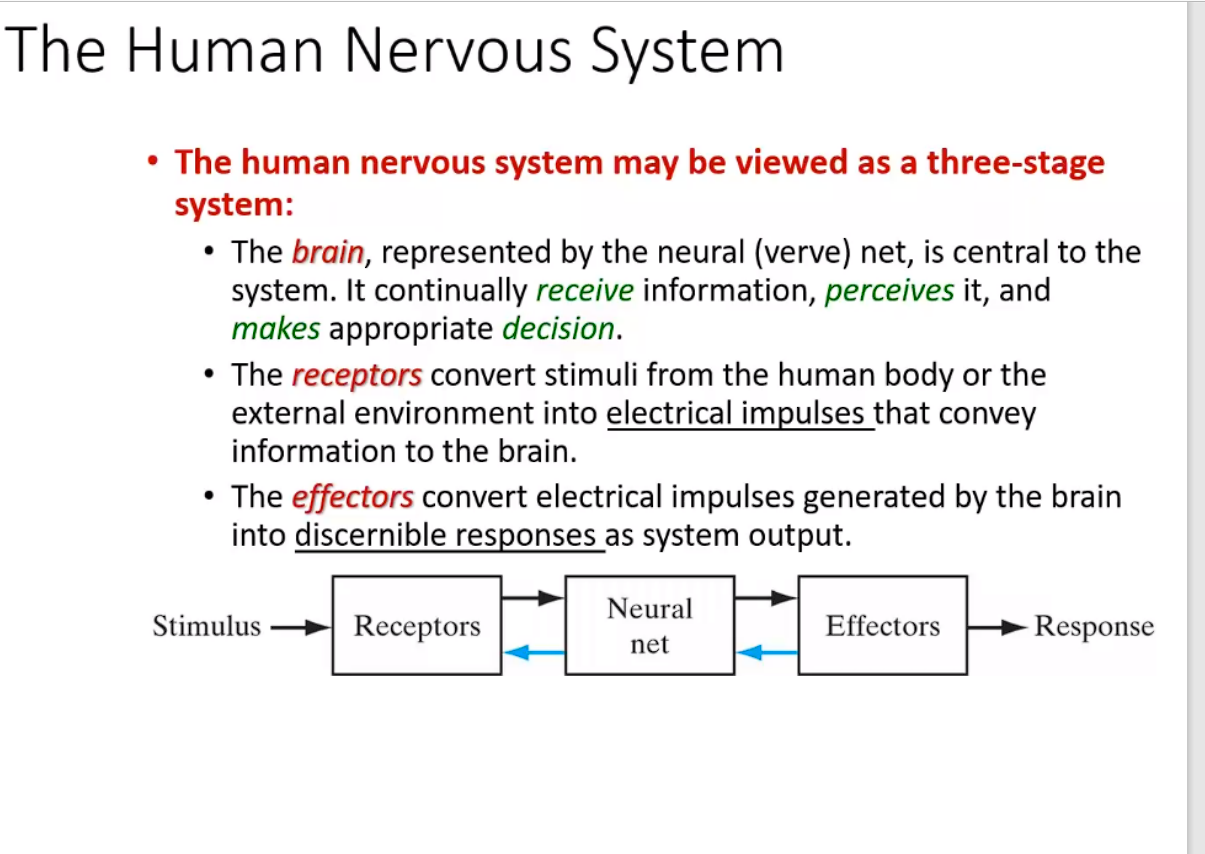 The Human Nervous System
• The human nervous system may be viewed as a three-stage
system:
• The brain, represented by the neural (verve) net, is central to the
system. It continually receive information, perceives it, and
makes appropriate decision.
• The receptors convert stimuli from the human body or the
external environment into electrical impulses that convey
information to the brain.
• The effectors convert electrical impulses generated by the brain
into discernible responses as system output.
Stimulus
Receptors
Neural
net
Effectors
Response